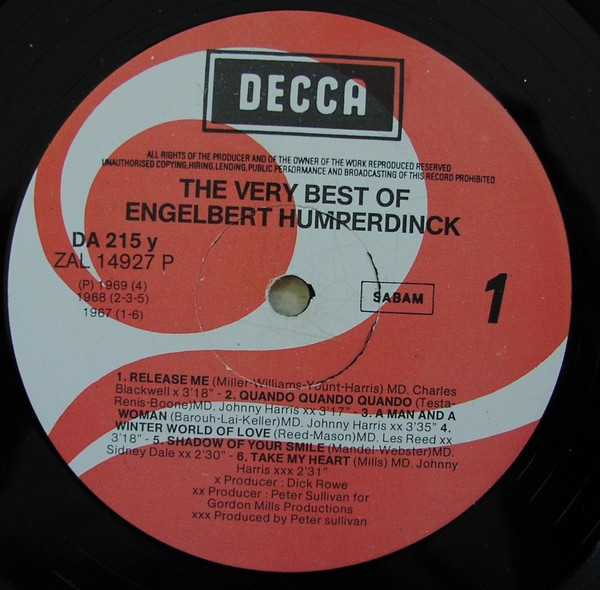 DECCA
ALL RIGHTS OF THE PRODUCER AND OF THE OWNER OF THE WORK REPRODUCED RESERVED
UNAUTHORISED COPYING,HIRING,LENDING,PUBLIC PERFORMANCE AND BROADCASTING OF THIS RECORD PROHIBITED
THE VERY BEST OF
ENGELBERT HUMPERDINCK
DA 215 y
ZAL 14927 P
(P) 1969 (4)
1968 (2-3-5)
1967 (1-6)
SABAM
1
1. RELEASE ME (Miller-Williams-Yount-Harris) MD. Charles
Blackwell x 3'18" - 2. QUANDO QUANDO QUANDO (Testa-
Renis-Boone)MD. Johnny Harris xx 3'17" - 3. A MAN AND A
WOMAN (Barouh-Lai-Keller)MD. Johnny Harris xx 3'35" 4.
WINTER WORLD OF LOVE (Reed-Mason)MD. Les Reed xx
3'18" - 5. SHADOW OF YOUR SMILE (Mandel-Webster)MD.
Sidney Dale xx 2'30" - 6. TAKE MY HEART (Mills) MD. Johnny
Harris xxx 2'31"
x Producer : Dick Rowe
xx Producer : Peter Sullivan for
Gordon Mills Productions
xxx Produced by Peter sullivan